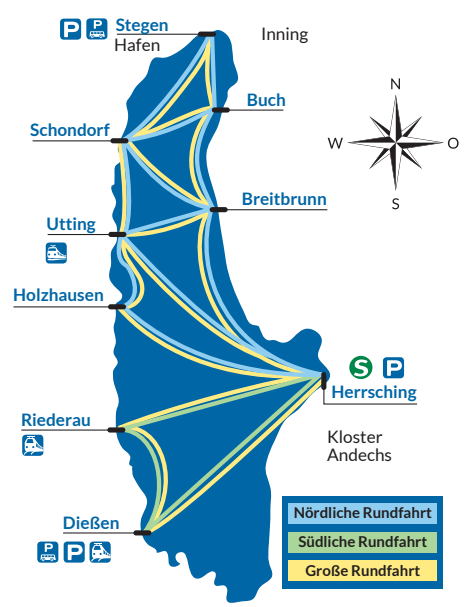 P P Stegen
Hafen
Inning
Buch
Schondorf
N
W O
S
Breitbrunn
Utting
Holzhausen
S P
Herrsching
Riederau
Kloster
Andechs
Dießen
P P
Nördliche Rundfahrt
Südliche Rundfahrt
Große Rundfahrt